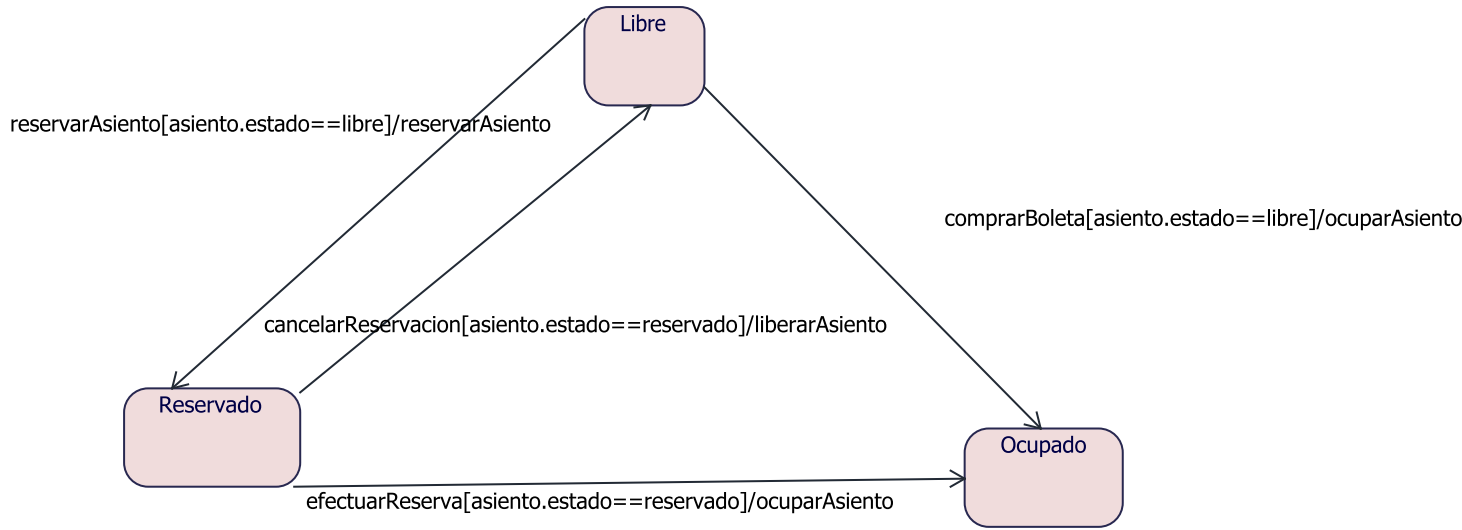 Libre
reservarAsiento[asiento.estado==libre]/reservarAsiento
comprarBoleta[asiento.estado==libre]/ocuparAsiento
cancelarReservacion[asiento.estado==reservado]/liberarAsiento
Reservado
Ocupado
efectuarReserva[asiento.estado==reservado]/ocuparAsiento